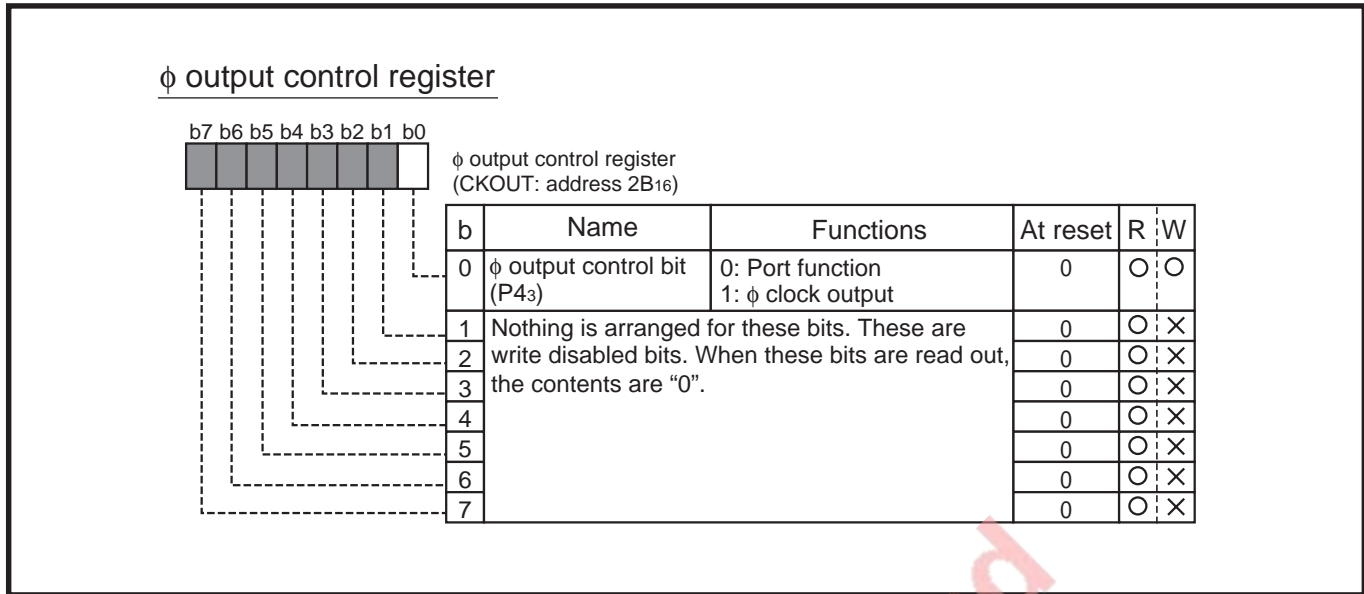 ϕ output control register
b7 b6 b5 b4 b3 b2 b1 b0
ϕ output control register
(CKOUT: address 2B16)
b Name Functions At reset R W
0 ϕ output control bit (P43) 0: Port function 1: ϕ clock output 0 O O
1 Nothing is arranged for these bits. These are 0 O ×
2 write disabled bits. When these bits are read out, 0 O ×
3 the contents are “0”. 0 O ×
4 0 O ×
5 0 O ×
6 0 O ×
7 0 O ×